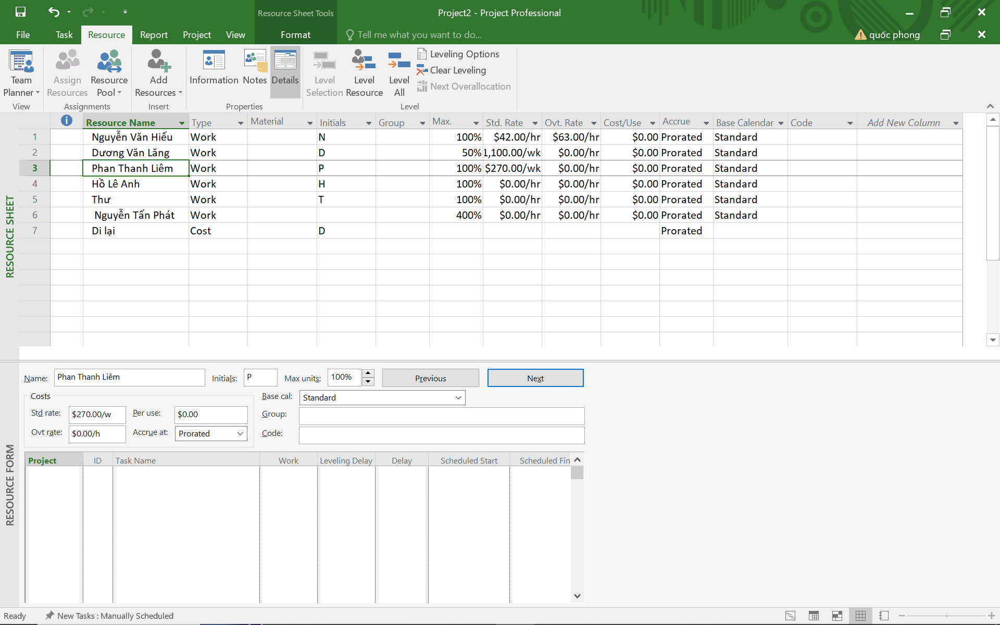 Resource Sheet Tools
Project2 - Project Professional
File Task Resource Report Project View Format Tell me what you want to do... quốc phong
Team Planner
View
Assign Resources
Resource Pool
Assignments
Add Resources
Insert
Information
Notes
Details
Properties
Level Selection
Level Resource
Level All
Leveling Options
Clear Leveling
Next Overallocation
Level
Resource Name Type Material Initials Group Max. Std. Rate Ovt. Rate Cost/Use Accrue Base Calendar Code Add New Column
1 Nguyễn Văn Hiếu Work N 100% $42.00/hr $63.00/hr $0.00 Prorated Standard
2 Dương Văn Lăng Work D 50% 1,100.00/wk $0.00/hr $0.00 Prorated Standard
3 Phan Thanh Liêm Work P 100% $270.00/wk $0.00/hr $0.00 Prorated Standard
4 Hồ Lê Anh Work H 100% $0.00/hr $0.00/hr $0.00 Prorated Standard
5 Thư Work T 100% $0.00/hr $0.00/hr $0.00 Prorated Standard
6 Nguyễn Tấn Phát Work 400% $0.00/hr $0.00/hr $0.00 Prorated Standard
7 Di lại Cost D Prorated
RESOURCE SHEET
Name: Phan Thanh Liêm Initials: P Max units: 100% Previous Next
Costs
Base cal: Standard
Std rate: $270.00/w Per use: $0.00
Group:
Ovt rate: $0.00/h Accrue at: Prorated
Code:
Project ID Task Name Work Leveling Delay Delay Scheduled Start Scheduled Fin
RESOURCE FORM
Ready New Tasks : Manually Scheduled